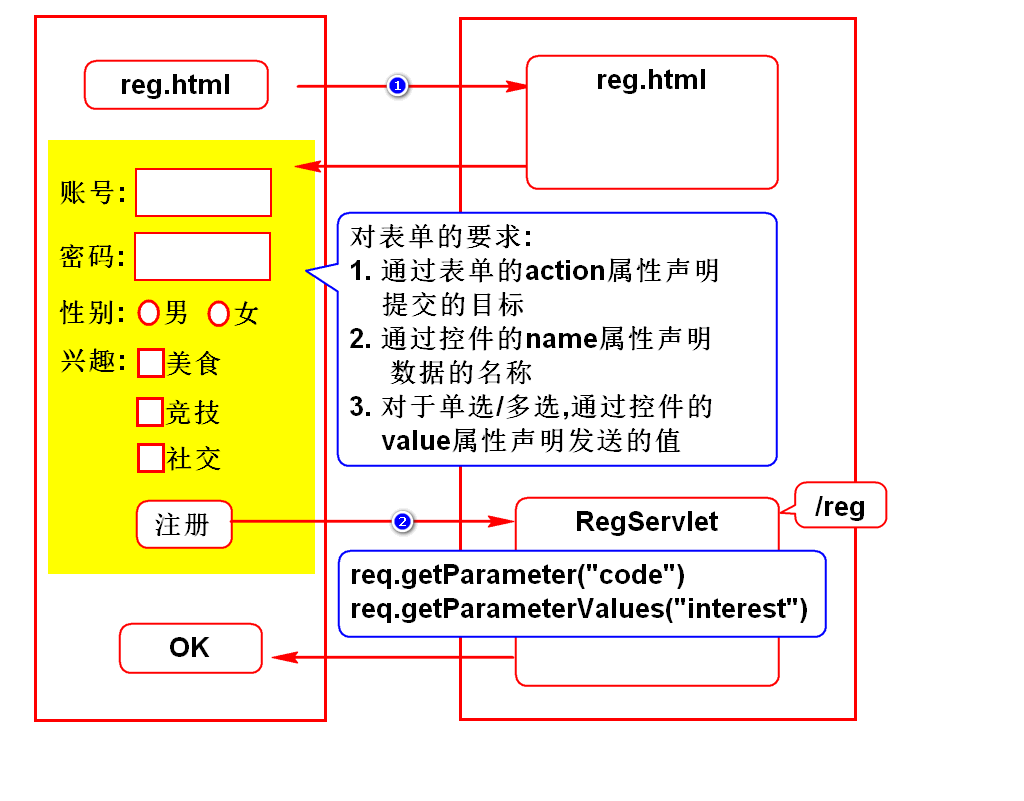 reg.html
1
reg.html
账号:
密码:
性别: 男 女
兴趣: 美食
竞技
社交
注册
对表单的要求:
1. 通过表单的action属性声明
提交的目标
2. 通过控件的name属性声明
数据的名称
3. 对于单选/多选,通过控件的
value属性声明发送的值
2
RegServlet
/reg
req.getParameter("code")
req.getParameterValues("interest")
OK